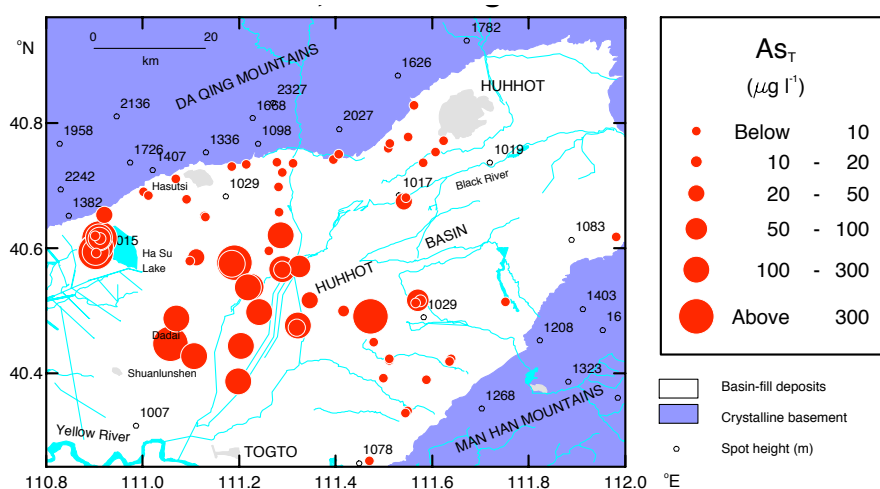 °N
0 20
km
DA QING MOUNTAINS
1782
1626
HUHHOT
2327
1668
2136
2027
1958
1336
1098
1726
1407
1019
40.8
2242
Hasutsi
1029
1017
Black River
1382
1083
BASIN
015
Ha Su
Lake
40.6
HUHHOT
1029
1403
16
1208
Dadai
Shuanlunshen
40.4
1323
1268
MAN HAN MOUNTAINS
1007
Yellow River
TOGTO
1078
110.8 111.0 111.2 111.4 111.6 111.8 112.0
°E
As_T
(μg l⁻¹)
Below 10
10 - 20
20 - 50
50 - 100
100 - 300
Above 300
Basin-fill deposits
Crystalline basement
Spot height (m)